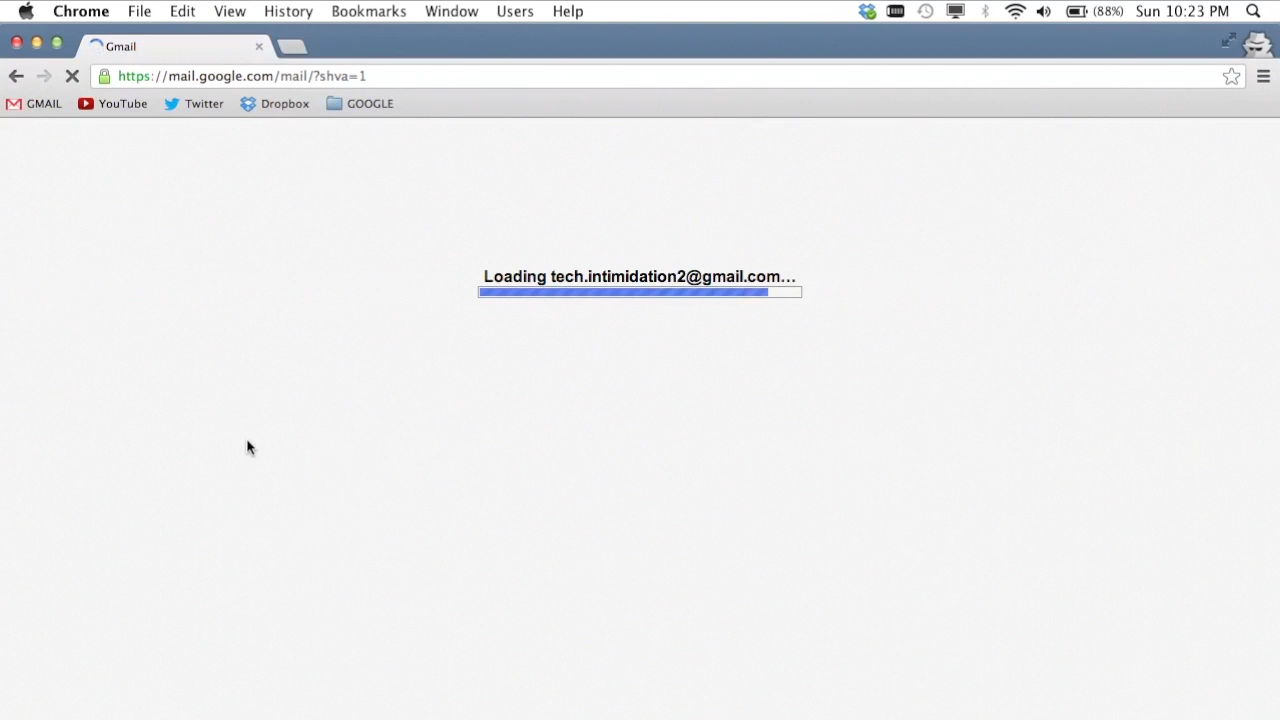 Chrome File Edit View History Bookmarks Window Users Help (88%) Sun 10:23 PM
Gmail
https://mail.google.com/mail/?shva=1
GMAIL YouTube Twitter Dropbox GOOGLE
Loading tech.intimidation2@gmail.com...